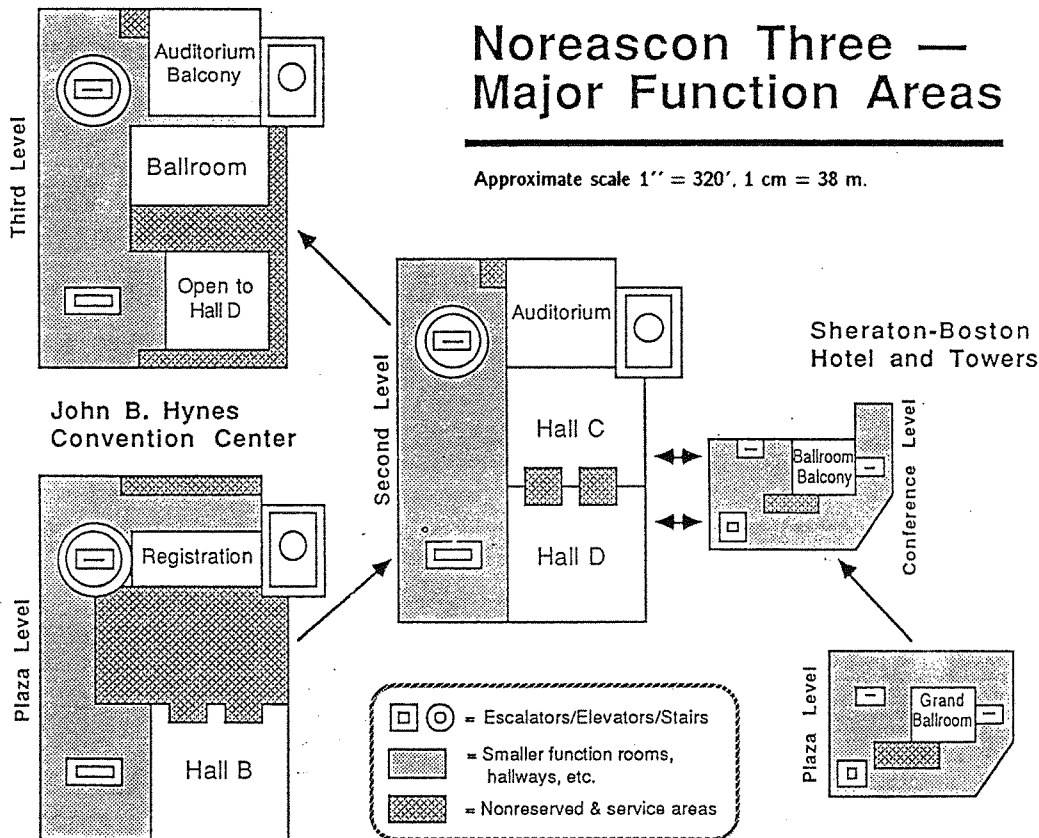 Noreascon Three —
Major Function Areas
Approximate scale 1′′ = 320′, 1 cm = 38 m.
Third Level
Auditorium
Balcony
Ballroom
Open to
Hall D
John B. Hynes
Convention Center
Second Level
Auditorium
Hall C
Hall D
Sheraton-Boston
Hotel and Towers
Conference Level
Ballroom
Balcony
Plaza Level
Registration
Hall B
Plaza Level
Grand
Ballroom
= Escalators/Elevators/Stairs
= Smaller function rooms,
hallways, etc.
= Nonreserved & service areas